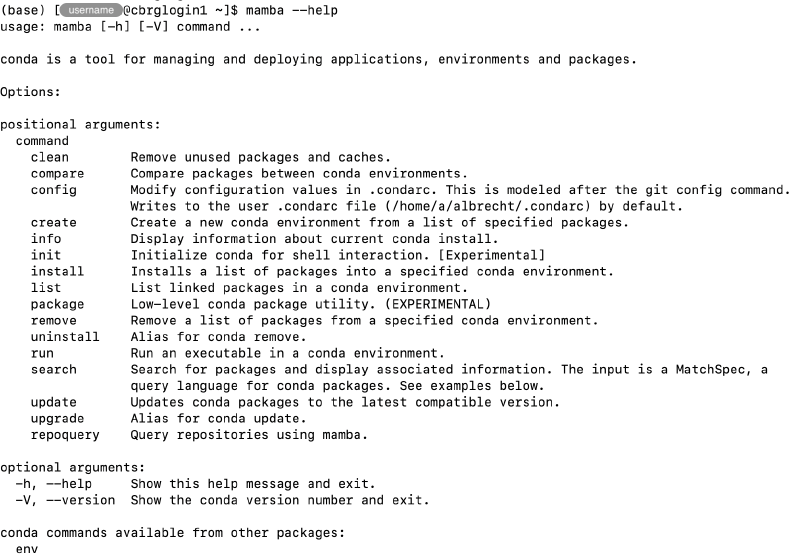 (base) [ username @cbrglogin1 ~]$ mamba --help
usage: mamba [-h] [-V] command ...

conda is a tool for managing and deploying applications, environments and packages.

Options:

positional arguments:
  command
    clean        Remove unused packages and caches.
    compare      Compare packages between conda environments.
    config       Modify configuration values in .condarc. This is modeled after the git config command.
                 Writes to the user .condarc file (/home/a/albrecht/.condarc) by default.
    create       Create a new conda environment from a list of specified packages.
    info         Display information about current conda install.
    init         Initialize conda for shell interaction. [Experimental]
    install      Installs a list of packages into a specified conda environment.
    list         List linked packages in a conda environment.
    package      Low-level conda package utility. (EXPERIMENTAL)
    remove       Remove a list of packages from a specified conda environment.
    uninstall    Alias for conda remove.
    run          Run an executable in a conda environment.
    search       Search for packages and display associated information. The input is a MatchSpec, a
                 query language for conda packages. See examples below.
    update       Updates conda packages to the latest compatible version.
    upgrade      Alias for conda update.
    repoquery    Query repositories using mamba.

optional arguments:
  -h, --help     Show this help message and exit.
  -V, --version  Show the conda version number and exit.

conda commands available from other packages:
  env